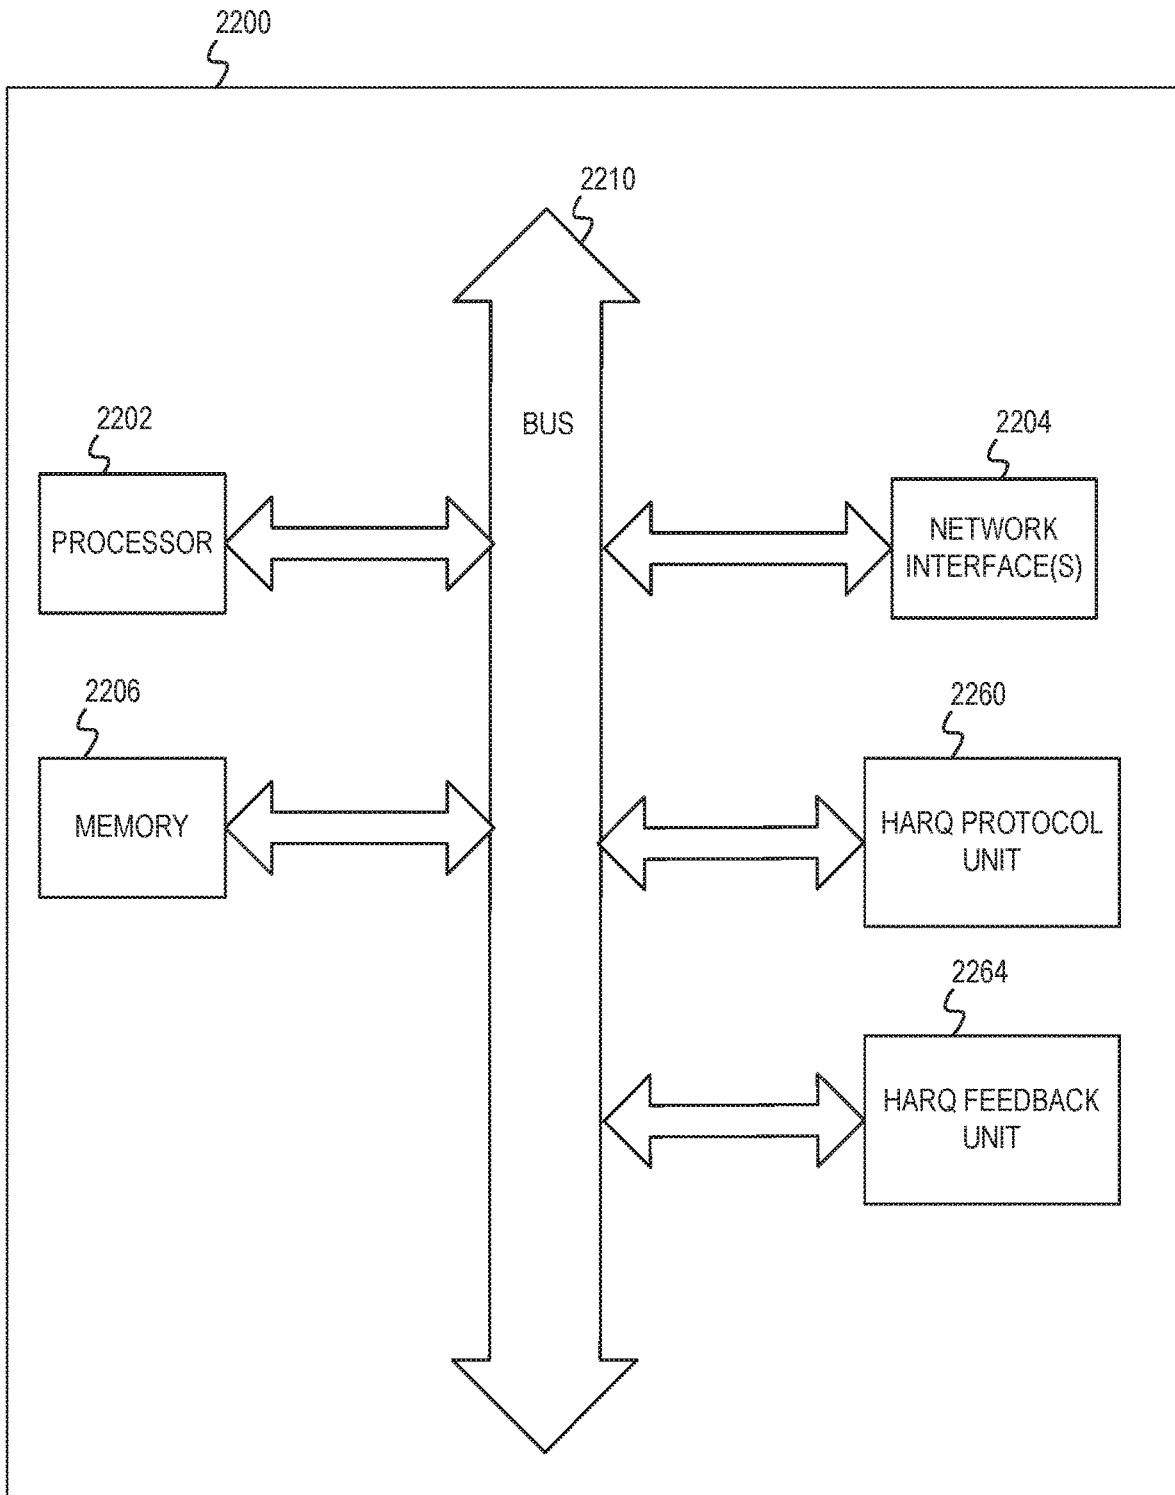 2200
2210
BUS
2202
PROCESSOR
2204
NETWORK
INTERFACE(S)
2206
MEMORY
2260
HARQ PROTOCOL
UNIT
2264
HARQ FEEDBACK
UNIT